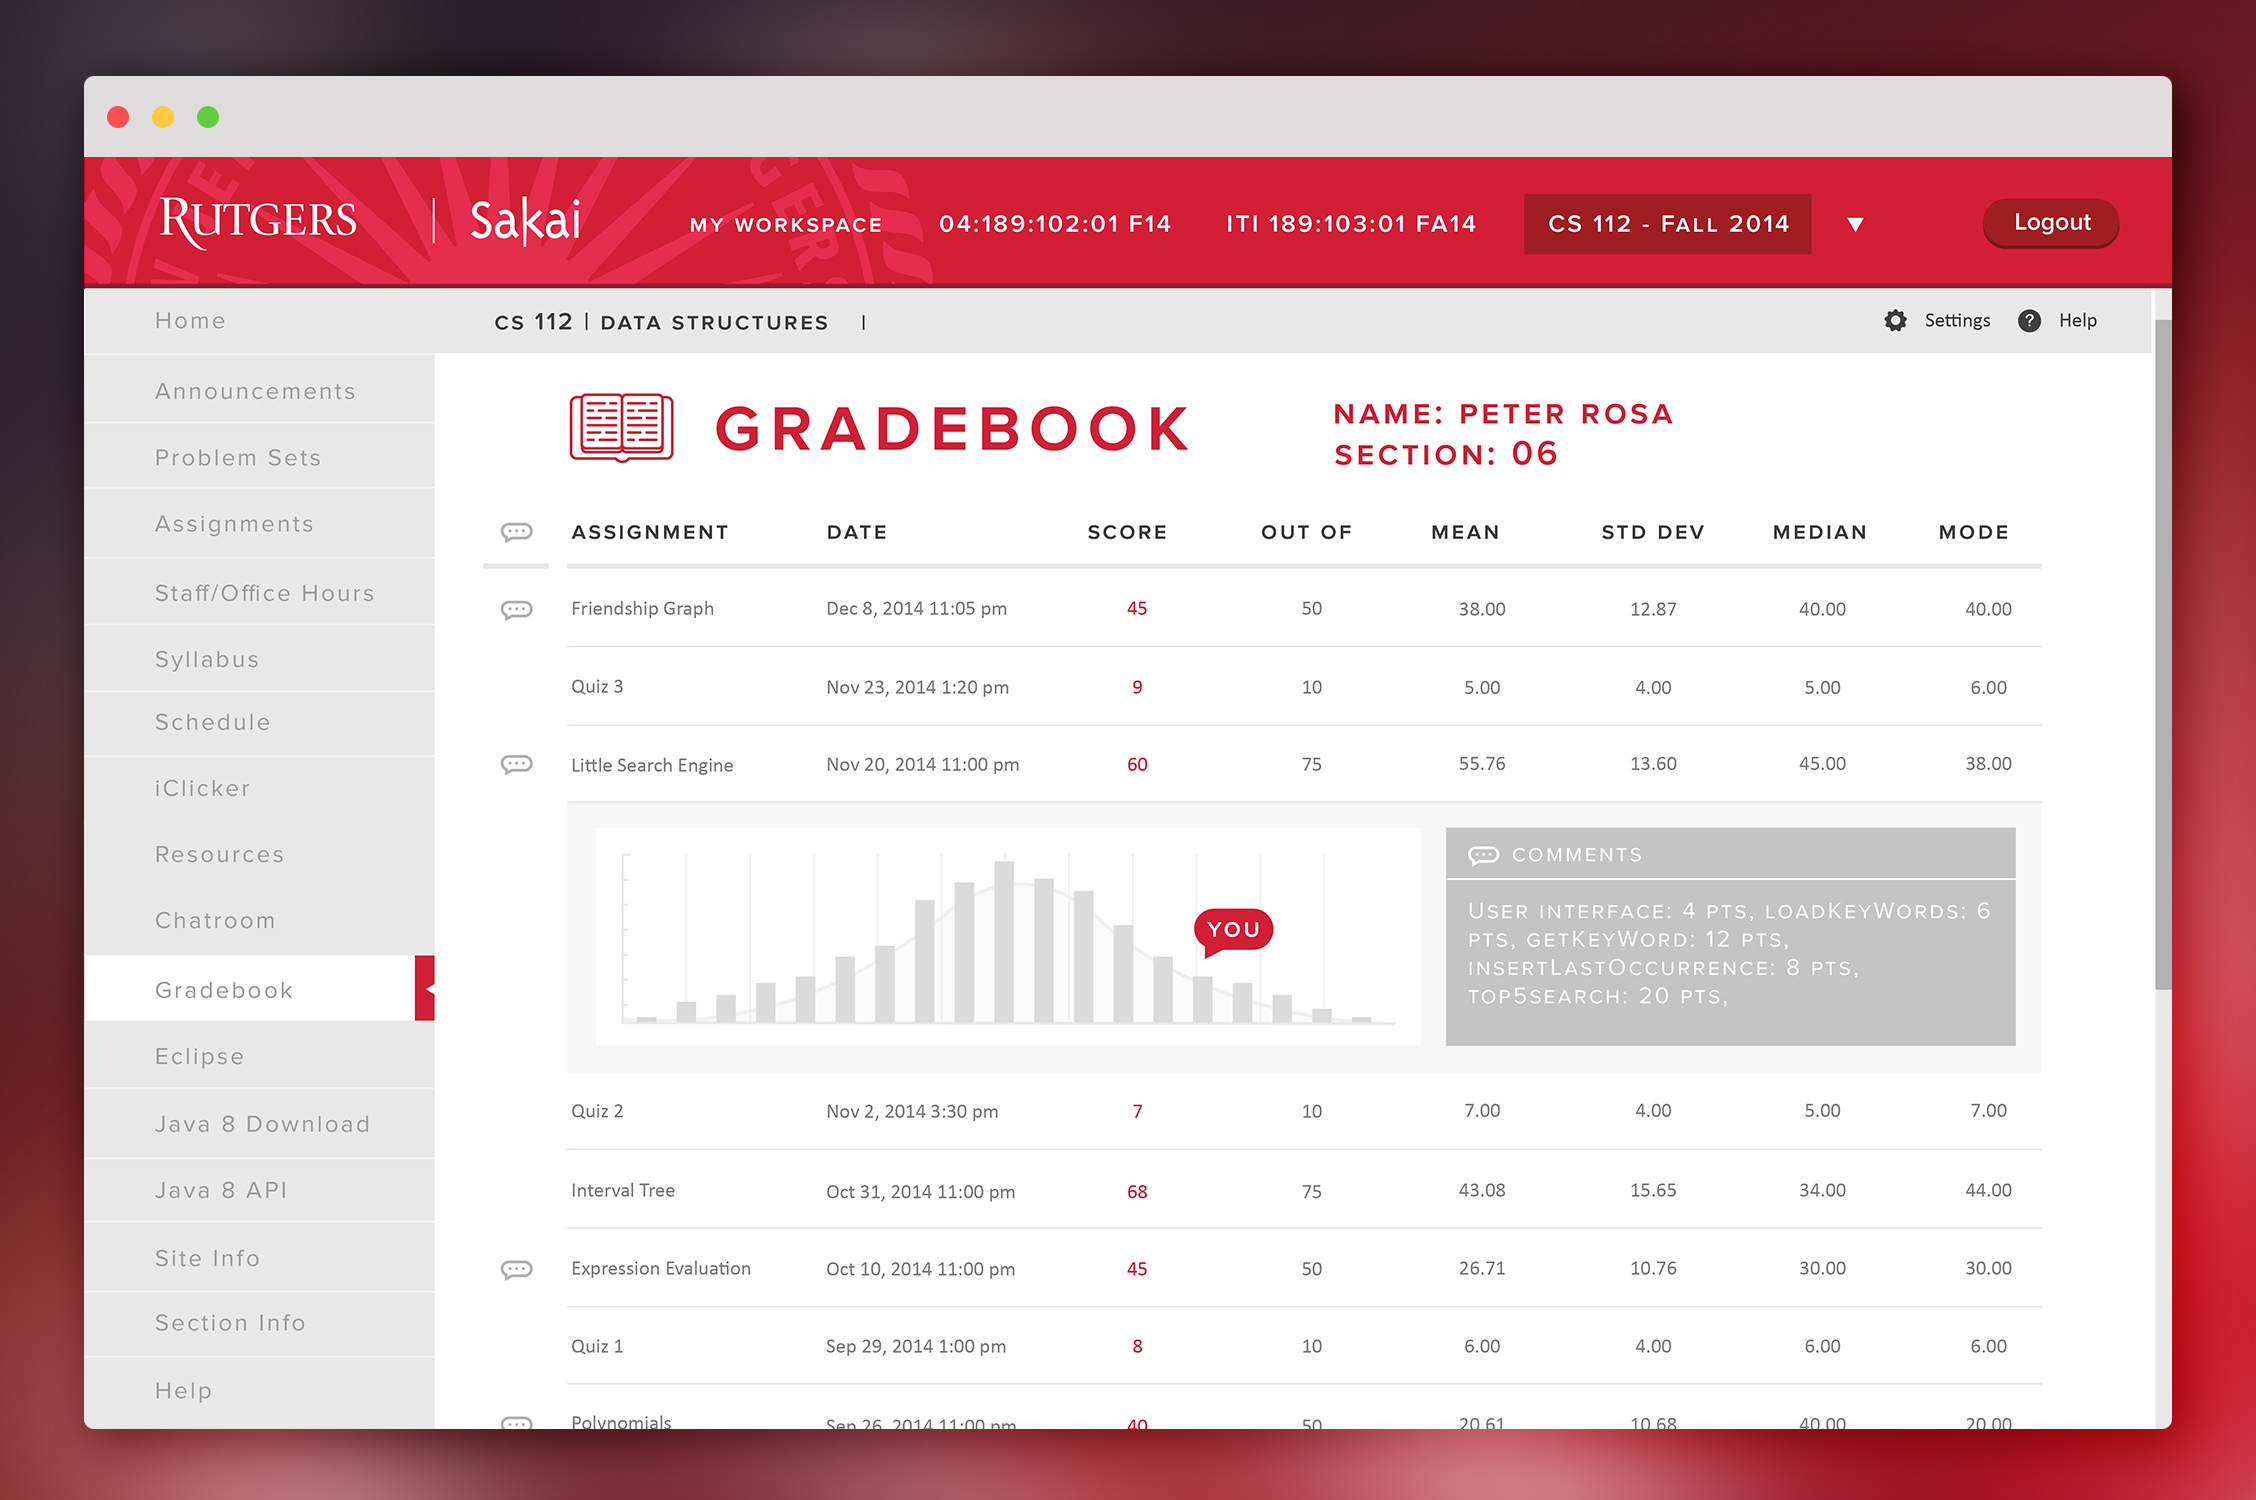 RUTGERS | Sakai MY WORKSPACE 04:189:102:01 F14 ITI 189:103:01 FA14 CS 112 - FALL 2014 ▼ Logout
Home
Announcements
Problem Sets
Assignments
Staff/Office Hours
Syllabus
Schedule
iClicker
Resources
Chatroom
Gradebook
Eclipse
Java 8 Download
Java 8 API
Site Info
Section Info
Help
CS 112 | DATA STRUCTURES | Settings ? Help
GRADEBOOK
NAME: PETER ROSA
SECTION: 06
ASSIGNMENT DATE SCORE OUT OF MEAN STD DEV MEDIAN MODE
Friendship Graph Dec 8, 2014 11:05 pm 45 50 38.00 12.87 40.00 40.00
Quiz 3 Nov 23, 2014 1:20 pm 9 10 5.00 4.00 5.00 6.00
Little Search Engine Nov 20, 2014 11:00 pm 60 75 55.76 13.60 45.00 38.00
YOU
COMMENTS
USER INTERFACE: 4 PTS, LOADKEYWORDS: 6
PTS, GETKEYWORD: 12 PTS,
INSERTLASTOCCURRENCE: 8 PTS,
TOP5SEARCH: 20 PTS,
Quiz 2 Nov 2, 2014 3:30 pm 7 10 7.00 4.00 5.00 7.00
Interval Tree Oct 31, 2014 11:00 pm 68 75 43.08 15.65 34.00 44.00
Expression Evaluation Oct 10, 2014 11:00 pm 45 50 26.71 10.76 30.00 30.00
Quiz 1 Sep 29, 2014 1:00 pm 8 10 6.00 4.00 6.00 6.00
Polynomials Sep 26, 2014 11:00 pm 40 50 20.61 10.68 40.00 20.00